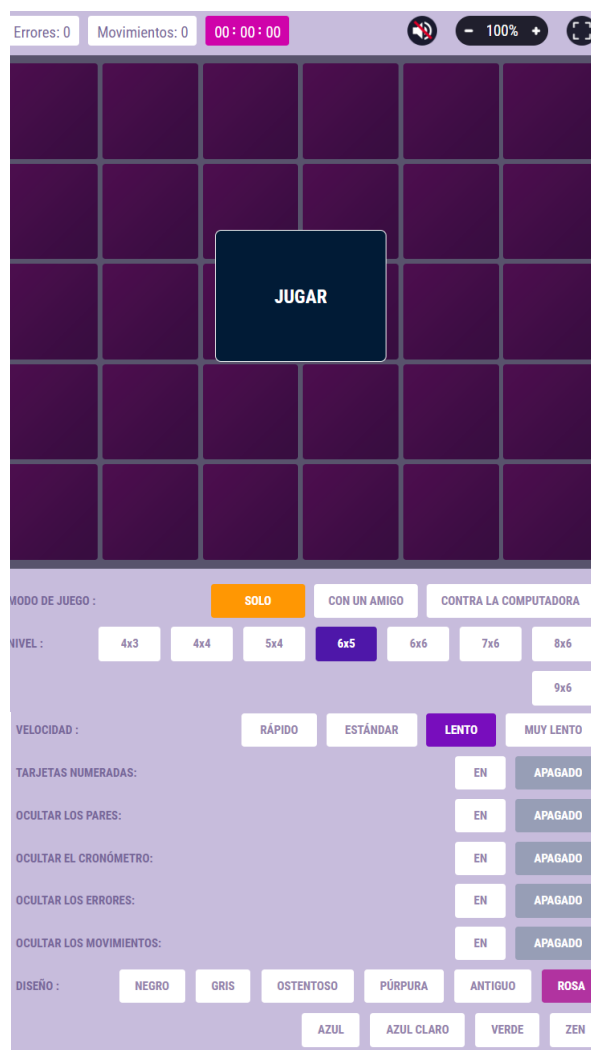 Errores: 0 Movimientos: 0 00 : 00 : 00 - 100% +
JUGAR
MODO DE JUEGO : SOLO CON UN AMIGO CONTRA LA COMPUTADORA
NIVEL : 4x3 4x4 5x4 6x5 6x6 7x6 8x6
9x6
VELOCIDAD : RÁPIDO ESTÁNDAR LENTO MUY LENTO
TARJETAS NUMERADAS: EN APAGADO
OCULTAR LOS PARES: EN APAGADO
OCULTAR EL CRONÓMETRO: EN APAGADO
OCULTAR LOS ERRORES: EN APAGADO
OCULTAR LOS MOVIMIENTOS: EN APAGADO
DISEÑO : NEGRO GRIS OSTENTOSO PÚRPURA ANTIGUO ROSA
AZUL AZUL CLARO VERDE ZEN